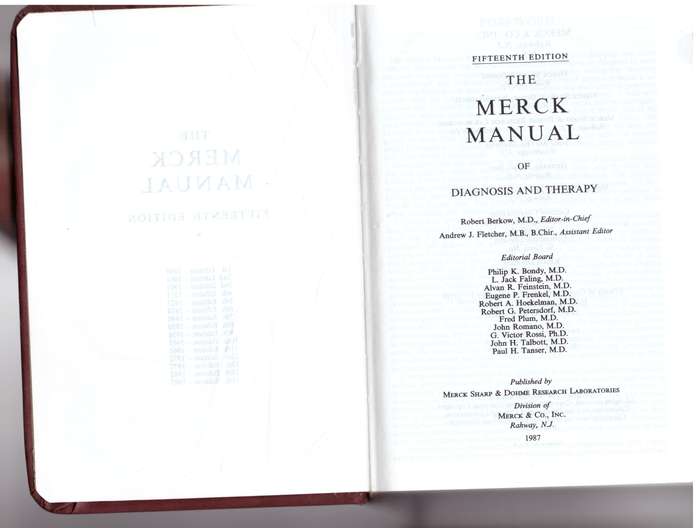 FIFTEENTH EDITION
THE
MERCK
MANUAL
OF
DIAGNOSIS AND THERAPY
Robert Berkow, M.D., Editor-in-Chief
Andrew J. Fletcher, M.B., B.Chir., Assistant Editor
Editorial Board
Philip K. Bondy, M.D.
L. Jack Faling, M.D.
Alvan R. Feinstein, M.D.
Eugene P. Frenkel, M.D.
Robert A. Hoekelman, M.D.
Robert G. Petersdorf, M.D.
Fred Plum, M.D.
John Romano, M.D.
G. Victor Rossi, Ph.D.
John H. Talbott, M.D.
Paul H. Tanser, M.D.
Published by
MERCK SHARP & DOHME RESEARCH LABORATORIES
Division of
MERCK & CO., INC.
Rahway, N.J.
1987